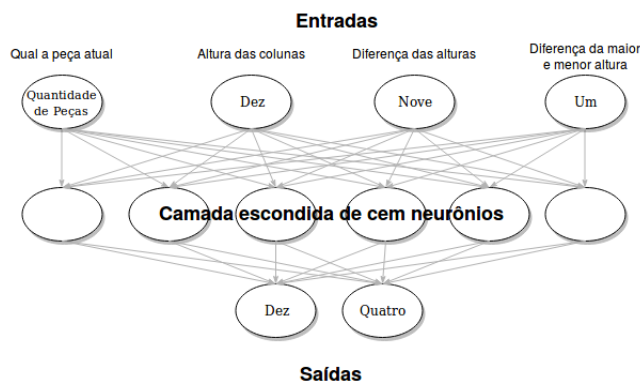 Entradas
Qual a peça atual
Altura das colunas
Diferença das alturas
Diferença da maior
e menor altura
Quantidade
de Peças
Dez
Nove
Um
Camada escondida de cem neurônios
Dez
Quatro
Saídas